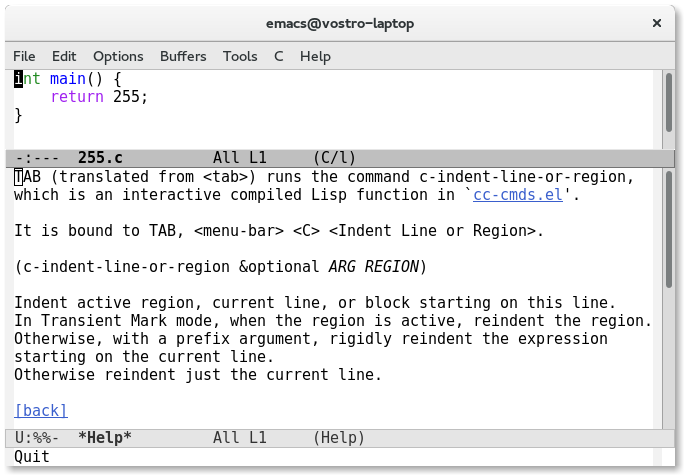 emacs@vostro-laptop ×
File Edit Options Buffers Tools C Help
int main() {
    return 255;
}
-:---  255.c          All L1     (C/l)
TAB (translated from <tab>) runs the command c-indent-line-or-region,
which is an interactive compiled Lisp function in `cc-cmds.el'.
It is bound to TAB, <menu-bar> <C> <Indent Line or Region>.
(c-indent-line-or-region &optional ARG REGION)
Indent active region, current line, or block starting on this line.
In Transient Mark mode, when the region is active, reindent the region.
Otherwise, with a prefix argument, rigidly reindent the expression
starting on the current line.
Otherwise reindent just the current line.
[back]
U:%%-  *Help*         All L1     (Help)
Quit